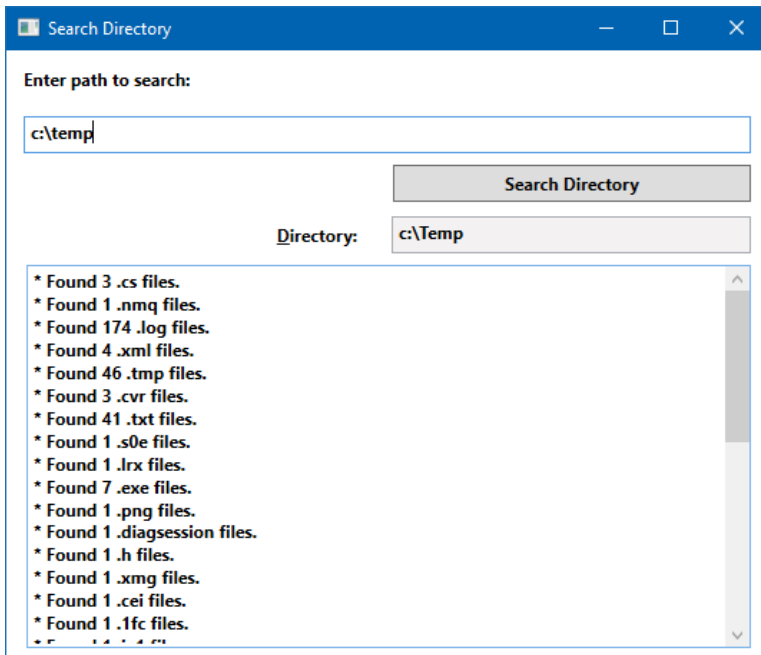 Search Directory
Enter path to search:
c:\temp
Search Directory
Directory:
c:\Temp
* Found 3 .cs files.
* Found 1 .nmq files.
* Found 174 .log files.
* Found 4 .xml files.
* Found 46 .tmp files.
* Found 3 .cvr files.
* Found 41 .txt files.
* Found 1 .s0e files.
* Found 1 .lrx files.
* Found 7 .exe files.
* Found 1 .png files.
* Found 1 .diagsession files.
* Found 1 .h files.
* Found 1 .xmg files.
* Found 1 .cei files.
* Found 1 .1fc files.